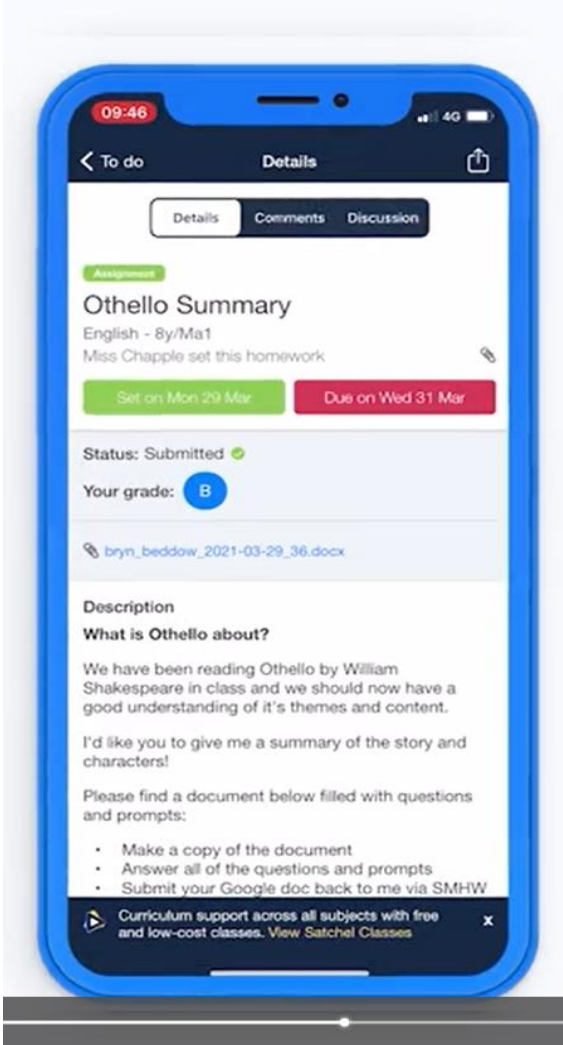 09:46
4G
To do
Details
Details Comments Discussion
Assignment
Othello Summary
English - 8y/Ma1
Miss Chapple set this homework
Set on Mon 29 Mar
Due on Wed 31 Mar
Status: Submitted
Your grade: B
bryn_beddow_2021-03-29_36.docx
Description
What is Othello about?
We have been reading Othello by William
Shakespeare in class and we should now have a
good understanding of it's themes and content.
I'd like you to give me a summary of the story and
characters!
Please find a document below filled with questions
and prompts:
• Make a copy of the document
• Answer all of the questions and prompts
• Submit your Google doc back to me via SMHW
Curriculum support across all subjects with free
and low-cost classes. View Satchel Classes
x